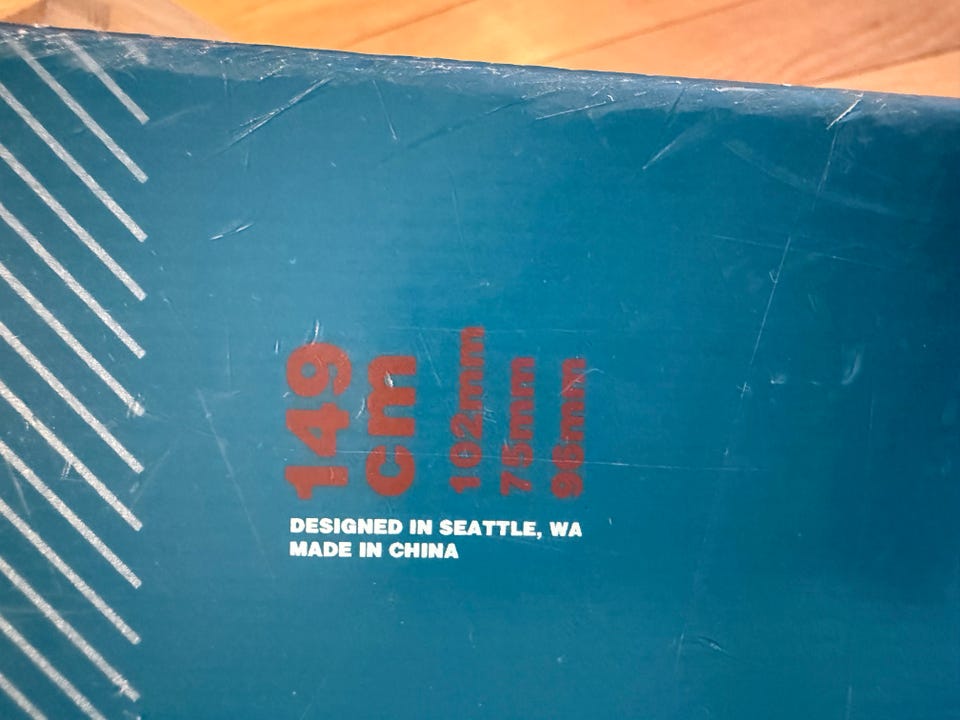 149
cm
102mm
75mm
96mm
DESIGNED IN SEATTLE, WA
MADE IN CHINA